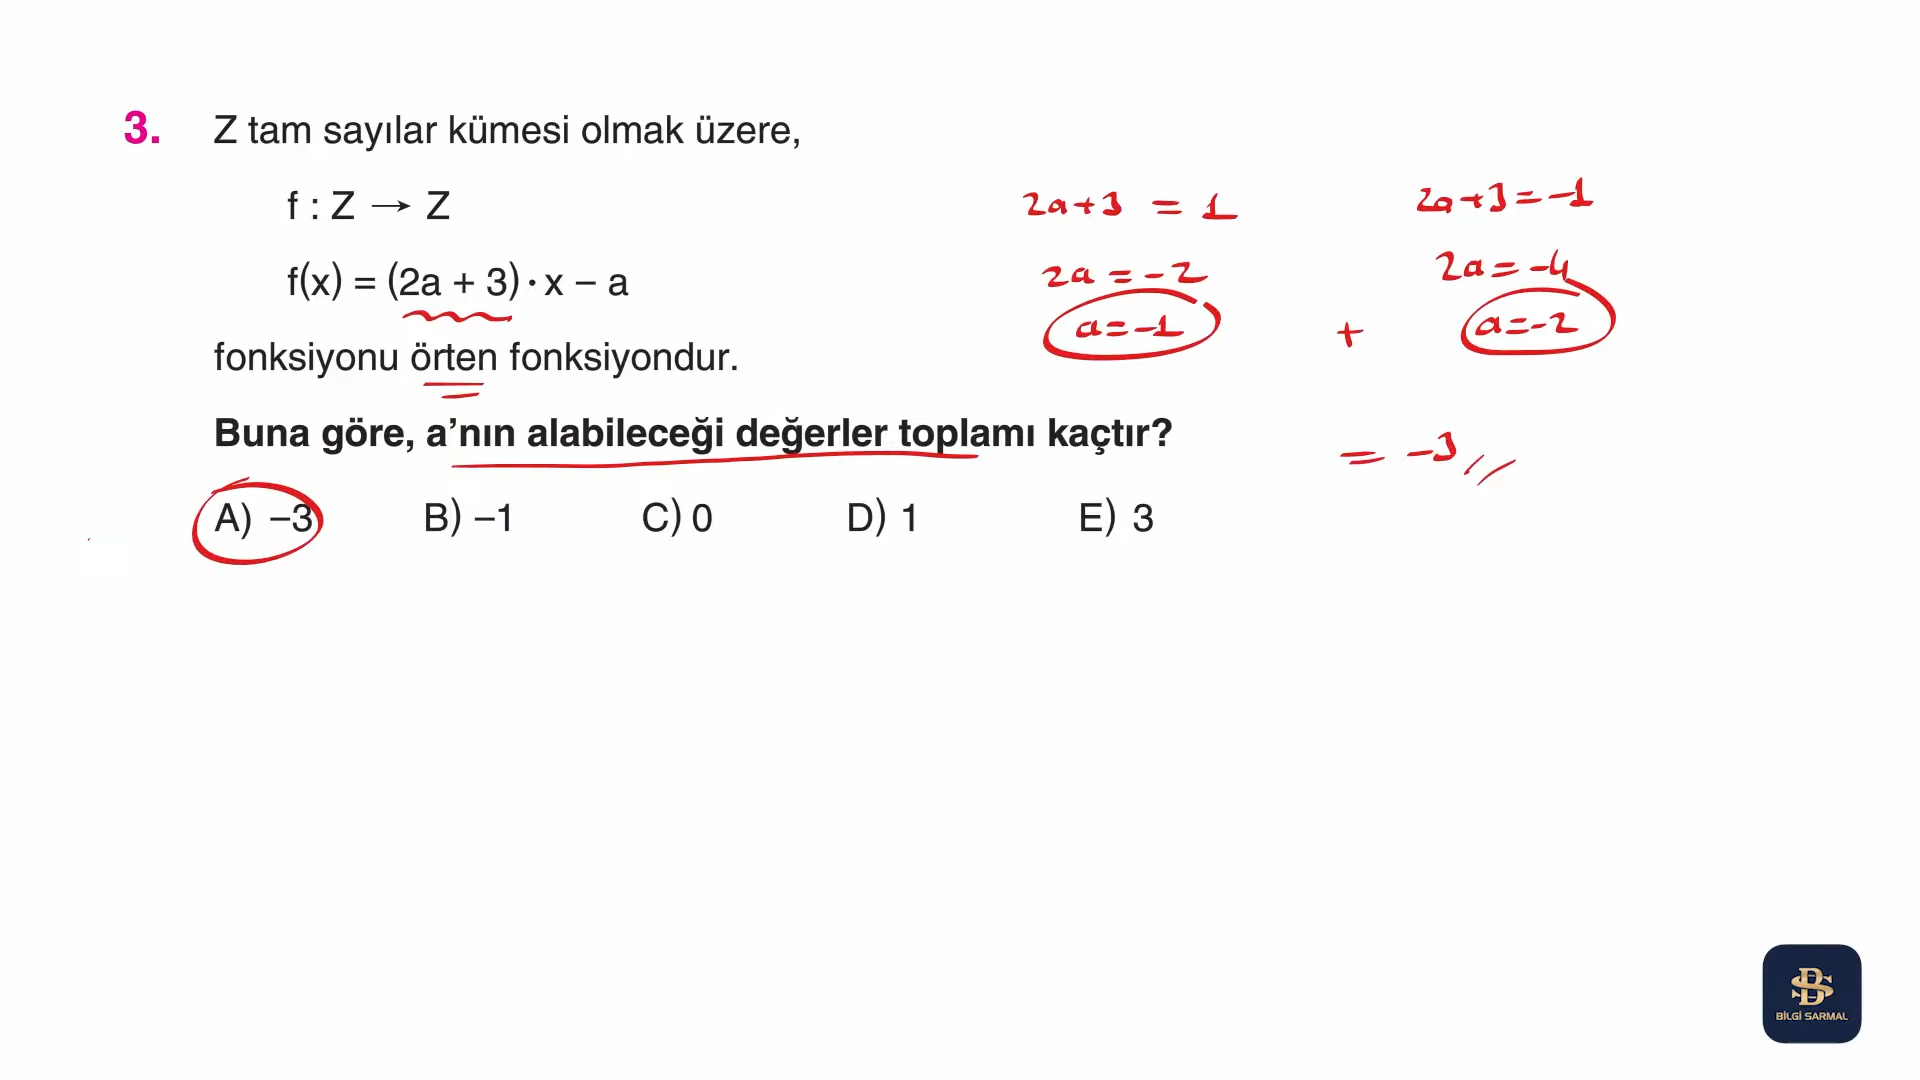 3. Z tam sayılar kümesi olmak üzere,
f : Z → Z
f(x) = (2a + 3) · x – a
fonksiyonu örten fonksiyondur.
Buna göre, a’nın alabileceği değerler toplamı kaçtır?
A) –3 B) –1 C) 0 D) 1 E) 3
2a+3 = 1
2a = -2
a=-1
+
2a+3=-1
2a=-4
a=-2
= -3 //
BS
BİLGİ SARMAL